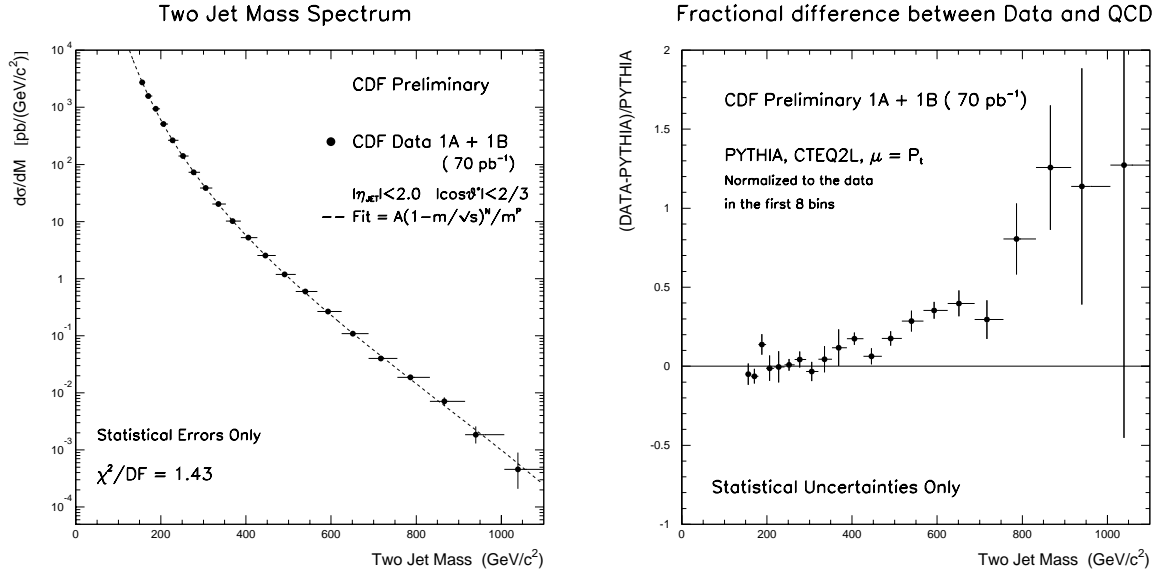 Two Jet Mass Spectrum
dσ/dM [pb/(GeV/c²)]
10⁴
10³
10²
10
1
10⁻¹
10⁻²
10⁻³
10⁻⁴
CDF Preliminary
CDF Data 1A + 1B
( 70 pb⁻¹)
|η_JET|<2.0 |cosϑ*|<2/3
Fit = A(1−m/√s)ᴺ/mᴾ
Statistical Errors Only
χ²/DF = 1.43
0 200 400 600 800 1000
Two Jet Mass (GeV/c²)
Fractional difference between Data and QCD
(DATA-PYTHIA)/PYTHIA
2
1.5
1
0.5
0
-0.5
-1
CDF Preliminary 1A + 1B ( 70 pb⁻¹)
PYTHIA, CTEQ2L, μ = Pₜ
Normalized to the data
in the first 8 bins
Statistical Uncertainties Only
0 200 400 600 800 1000
Two Jet Mass (GeV/c²)